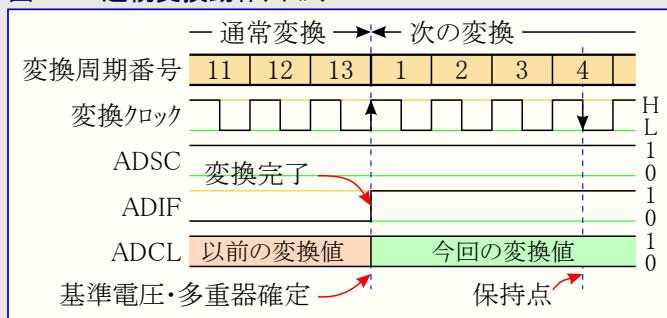 通常変換 次の変換
変換周期番号 11 12 13 1 2 3 4
変換クロック H L
ADSC 1 0
変換完了
ADIF 1 0
ADCL 以前の変換値 今回の変換値 1 0
基準電圧・多重器確定 保持点